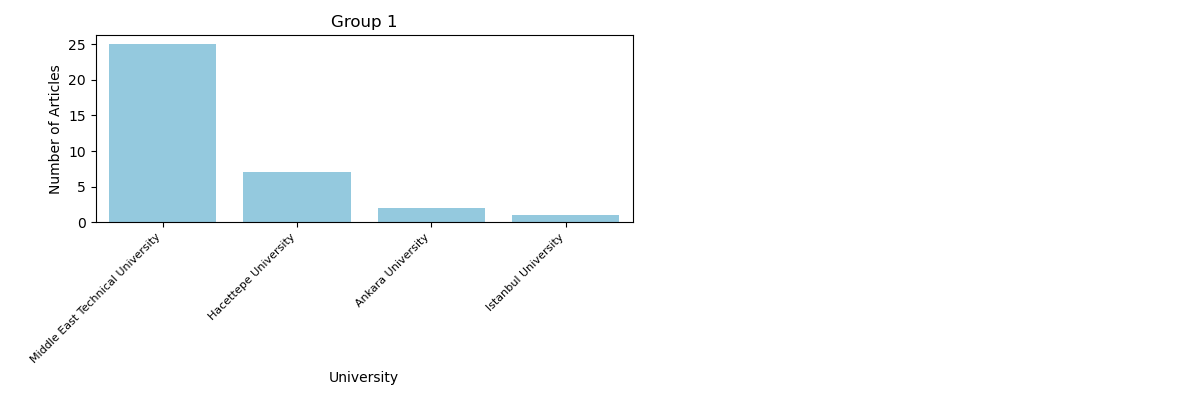 Group 1
Number of Articles
25
20
15
10
5
0
Middle East Technical University
Hacettepe University
Ankara University
Istanbul University
University